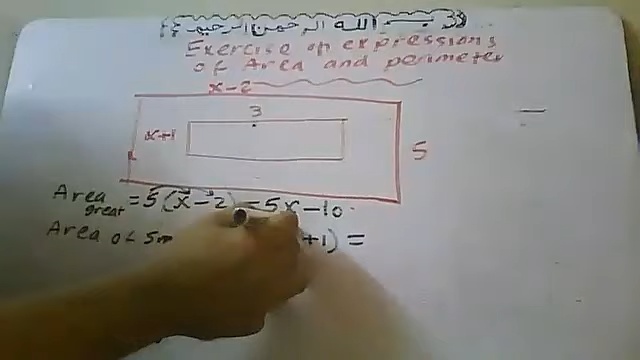 بسم الله الرحمن الرحيم
Exercise of expressions
of Area and perimeter
x-2
3
x+1
5
Area great = 5(x-2) = 5x-10
Area of sm +1) =